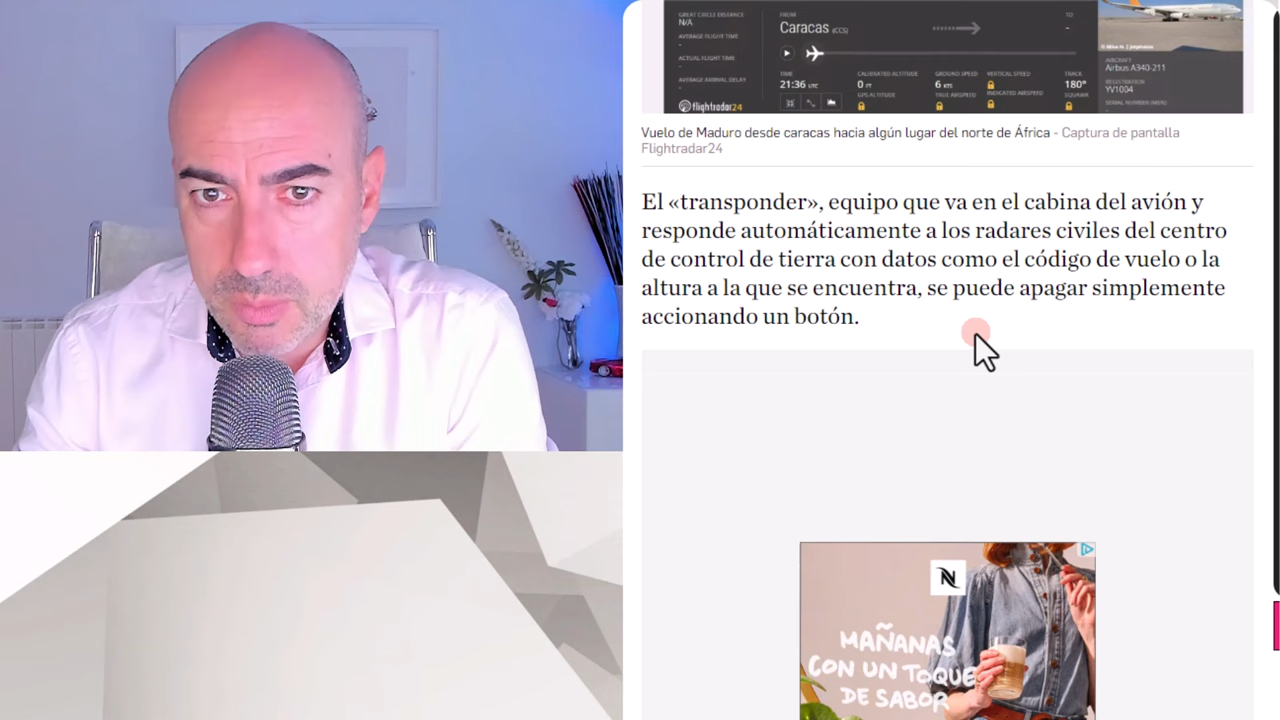 GREAT CIRCLE DISTANCE
N/A
AVERAGE FLIGHT TIME
-
ACTUAL FLIGHT TIME
-
AVERAGE ARRIVAL DELAY
-
flightradar24
FROM
TO
Caracas (CCS)
-
TIME
21:36 UTC
CALIBRATED ALTITUDE
0 FT
GPS ALTITUDE
GROUND SPEED
6 KTS
TRUE AIRSPEED
VERTICAL SPEED
INDICATED AIRSPEED
TRACK
180°
SQUAWK
AIRCRAFT
Airbus A340-211
REGISTRATION
YV1004
SERIAL NUMBER (MSN)
Vuelo de Maduro desde caracas hacia algún lugar del norte de África - Captura de pantalla
Flightradar24
El «transponder», equipo que va en el cabina del avión y
responde automáticamente a los radares civiles del centro
de control de tierra con datos como el código de vuelo o la
altura a la que se encuentra, se puede apagar simplemente
accionando un botón.
N
MAÑANAS
CON UN TOQUE
DE SABOR